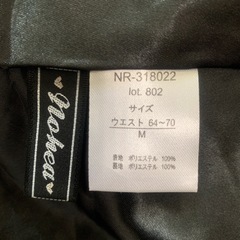 Nohea
NR-318022
lot. 802
サイズ
ウエスト 64～70
M
表地 ポリエステル 100%
裏地 ポリエステル 100%